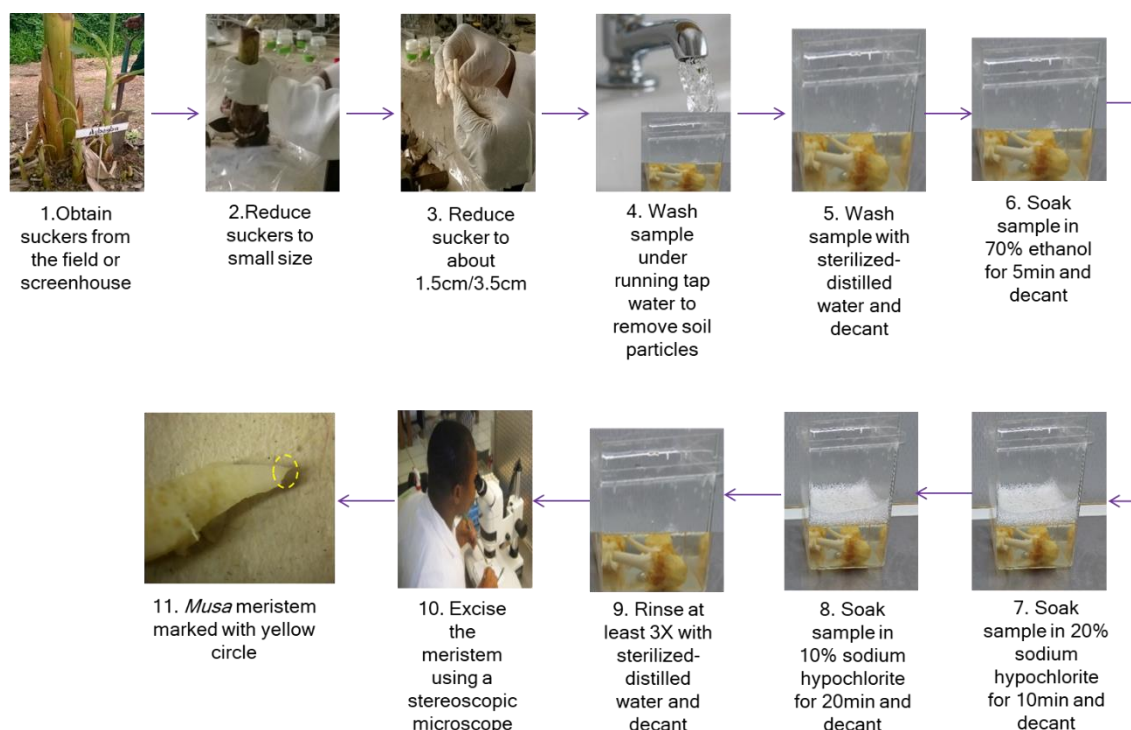 1.Obtain
suckers from
the field or
screenhouse
2.Reduce
suckers to
small size
3. Reduce
sucker to
about
1.5cm/3.5cm
4. Wash
sample
under
running tap
water to
remove soil
particles
5. Wash
sample with
sterilized-
distilled
water and
decant
6. Soak
sample in
70% ethanol
for 5min and
decant
7. Soak
sample in 20%
sodium
hypochlorite
for 10min and
decant
8. Soak
sample in
10% sodium
hypochlorite
for 20min and
decant
9. Rinse at
least 3X with
sterilized-
distilled
water and
decant
10. Excise
the
meristem
using a
stereoscopic
microscope
11. Musa meristem
marked with yellow
circle